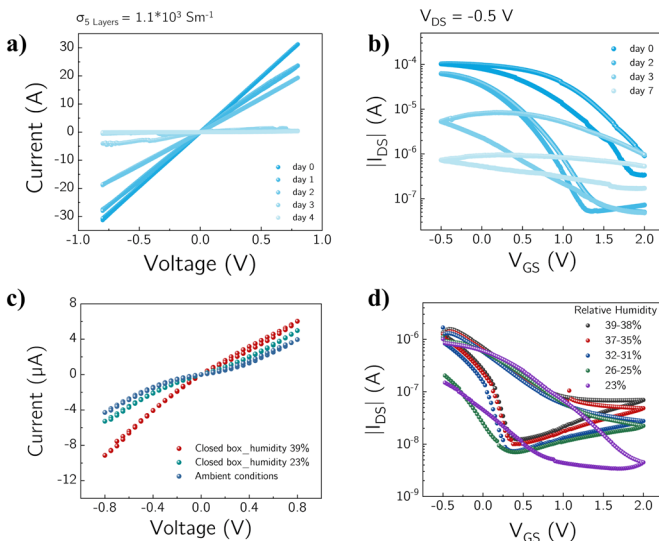 σ5 Layers = 1.1*10³ Sm⁻¹
VDS = -0.5 V
a)
30
20
10
0
-10
-20
-30
-1.0 -0.5 0.0 0.5 1.0
Current (A)
Voltage (V)
day 0
day 1
day 2
day 3
day 4
b)
10⁻⁴
10⁻⁵
10⁻⁶
10⁻⁷
-0.5 0.0 0.5 1.0 1.5 2.0
|IDS| (A)
VGS (V)
day 0
day 2
day 3
day 7
c)
8
4
0
-4
-8
-12
-0.8 -0.4 0.0 0.4 0.8
Current (μA)
Voltage (V)
Closed box_humidity 39%
Closed box_humidity 23%
Ambient conditions
d)
10⁻⁶
10⁻⁷
10⁻⁸
10⁻⁹
-0.5 0.0 0.5 1.0 1.5 2.0
|IDS| (A)
VGS (V)
Relative Humidity
39-38%
37-35%
32-31%
26-25%
23%